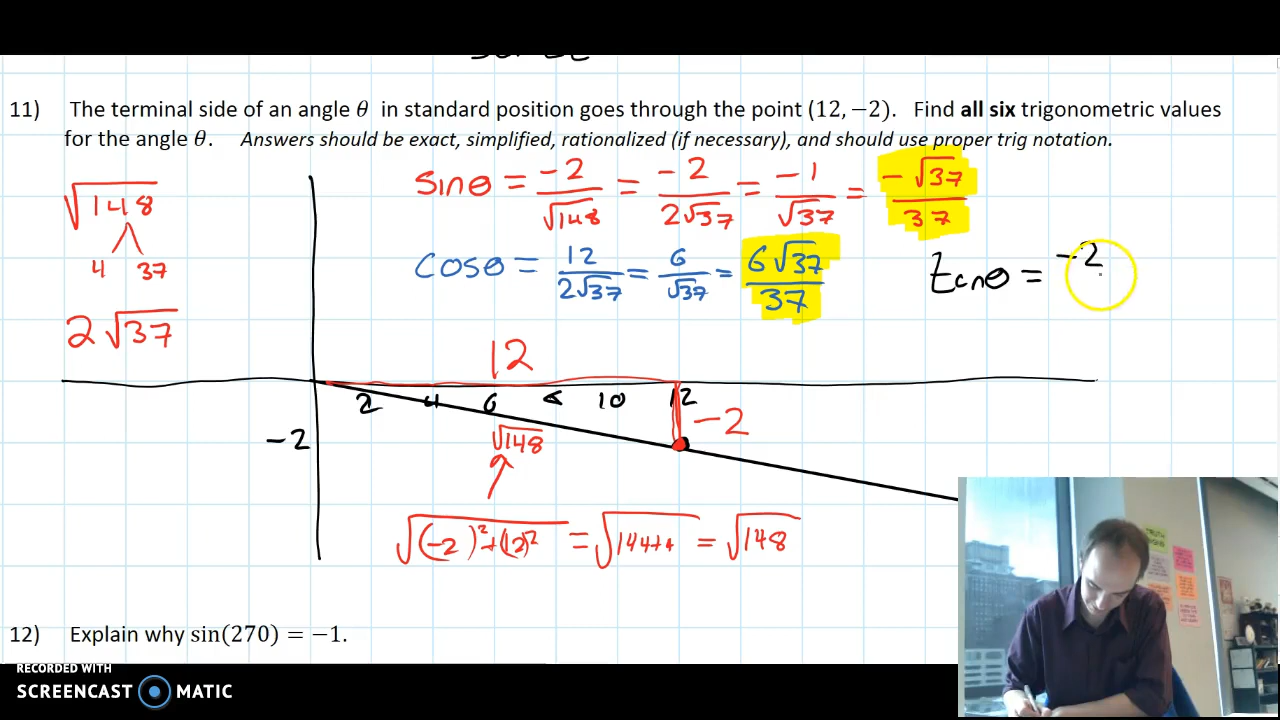 11) The terminal side of an angle θ in standard position goes through the point (12, −2). Find all six trigonometric values
for the angle θ. Answers should be exact, simplified, rationalized (if necessary), and should use proper trig notation.
sinθ = -2/√148 = -2/2√37 = -1/√37 = -√37/37
√148
4 37
2√37
cosθ = 12/2√37 = 6/√37 = 6√37/37
tanθ = -2
12
2 4 6 8 10 12
-2
-2
√148
√(-2)²+(12)² = √144+4 = √148
12) Explain why sin(270) = −1.
RECORDED WITH
SCREENCAST MATIC